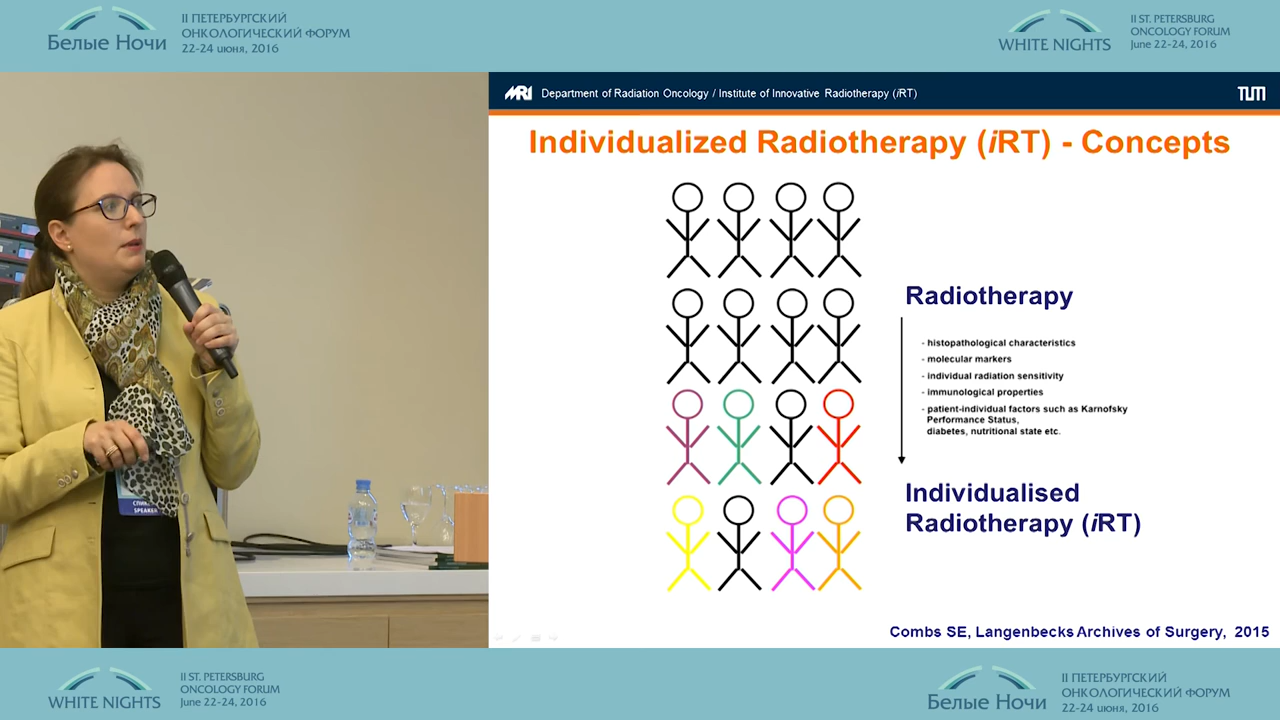 II ПЕТЕРБУРГСКИЙ
ОНКОЛОГИЧЕСКИЙ ФОРУМ
Белые Ночи
22-24 июня, 2016
II ST. PETERSBURG
ONCOLOGY FORUM
WHITE NIGHTS
June 22-24, 2016
MRI
Department of Radiation Oncology / Institute of Innovative Radiotherapy (iRT)
TUM
Individualized Radiotherapy (iRT) - Concepts
Radiotherapy
- histopathological characteristics
- molecular markers
- individual radiation sensitivity
- immunological properties
- patient-individual factors such as Karnofsky
Performance Status,
diabetes, nutritional state etc.
Individualised
Radiotherapy (iRT)
Combs SE, Langenbecks Archives of Surgery, 2015
SPEAKER
II ST. PETERSBURG
ONCOLOGY FORUM
WHITE NIGHTS
June 22-24, 2016
II ПЕТЕРБУРГСКИЙ
ОНКОЛОГИЧЕСКИЙ ФОРУМ
Белые Ночи
22-24 июня, 2016